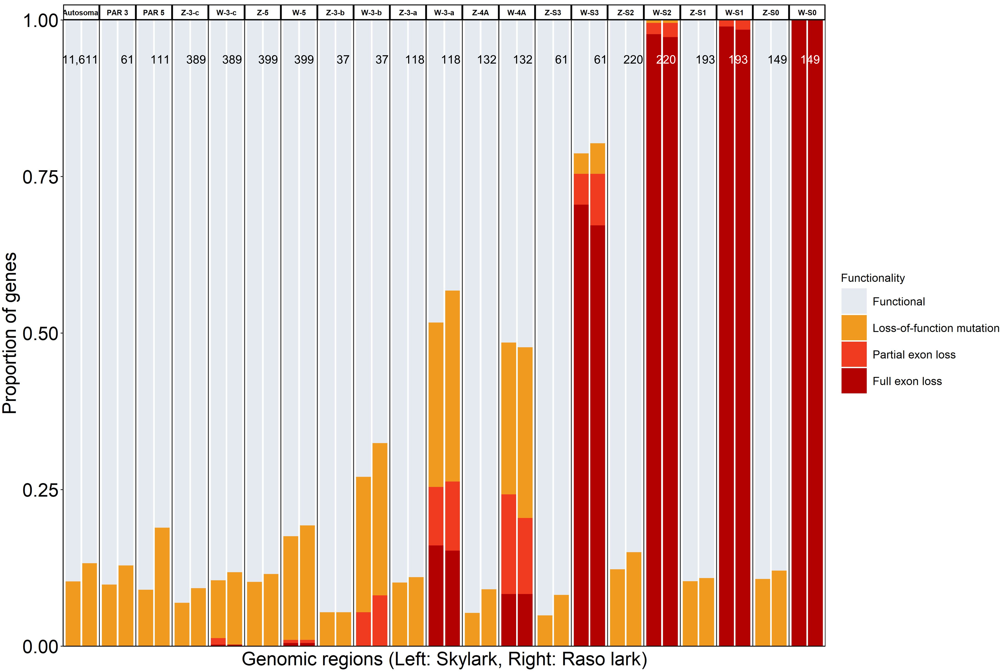 Autosomal PAR 3 PAR 5 Z-3-c W-3-c Z-5 W-5 Z-3-b W-3-b Z-3-a W-3-a Z-4A W-4A Z-S3 W-S3 Z-S2 W-S2 Z-S1 W-S1 Z-S0 W-S0
1.00
11,611 61 111 389 389 399 399 37 37 118 118 132 132 61 61 220 220 193 193 149 149
0.75
0.50
0.25
0.00
Proportion of genes
Genomic regions (Left: Skylark, Right: Raso lark)
Functionality
Functional
Loss-of-function mutation
Partial exon loss
Full exon loss